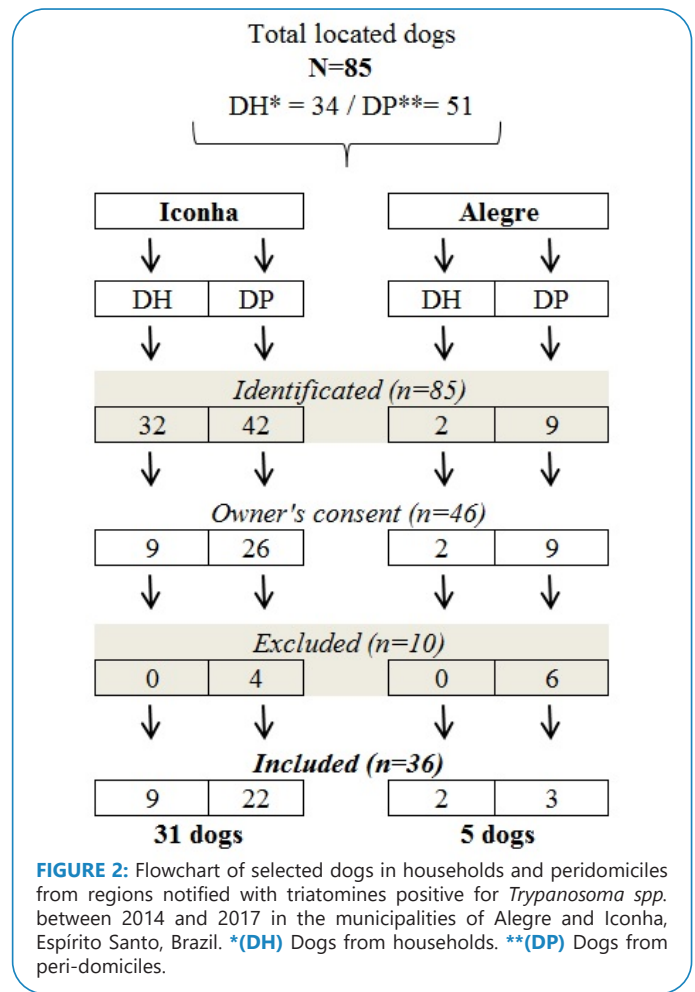 Total located dogs
N=85
DH* = 34 / DP**= 51
Iconha Alegre
DH DP DH DP
Identificated (n=85)
32 42 2 9
Owner's consent (n=46)
9 26 2 9
Excluded (n=10)
0 4 0 6
Included (n=36)
9 22 2 3
31 dogs 5 dogs
FIGURE 2: Flowchart of selected dogs in households and peridomiciles
from regions notified with triatomines positive for Trypanosoma spp.
between 2014 and 2017 in the municipalities of Alegre and Iconha,
Espírito Santo, Brazil. *(DH) Dogs from households. **(DP) Dogs from
peri-domiciles.